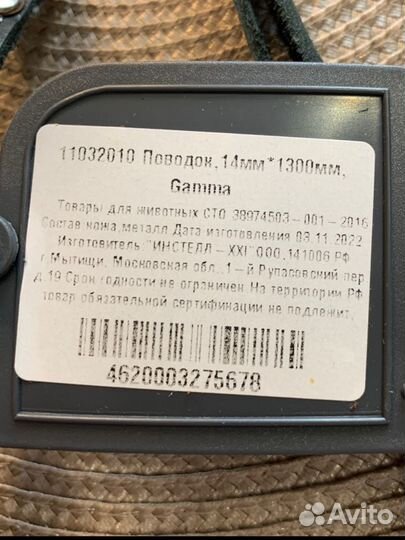 11032010 Поводок,14мм*1300мм,
Gamma
Товары для животных СТО 38974503-001-2016
Состав кожа,металл Дата изготовления 03.11.2022
Изготовитель:"ИНСТЕЛЛ-XXI"ООО,141006 РФ
г.Мытищи, Московская обл.,1-й Рупасовский пер
д.19 Срок годности не ограничен На территории РФ
товар обязательной сертификации не подлежит.
4620003275678
Avito